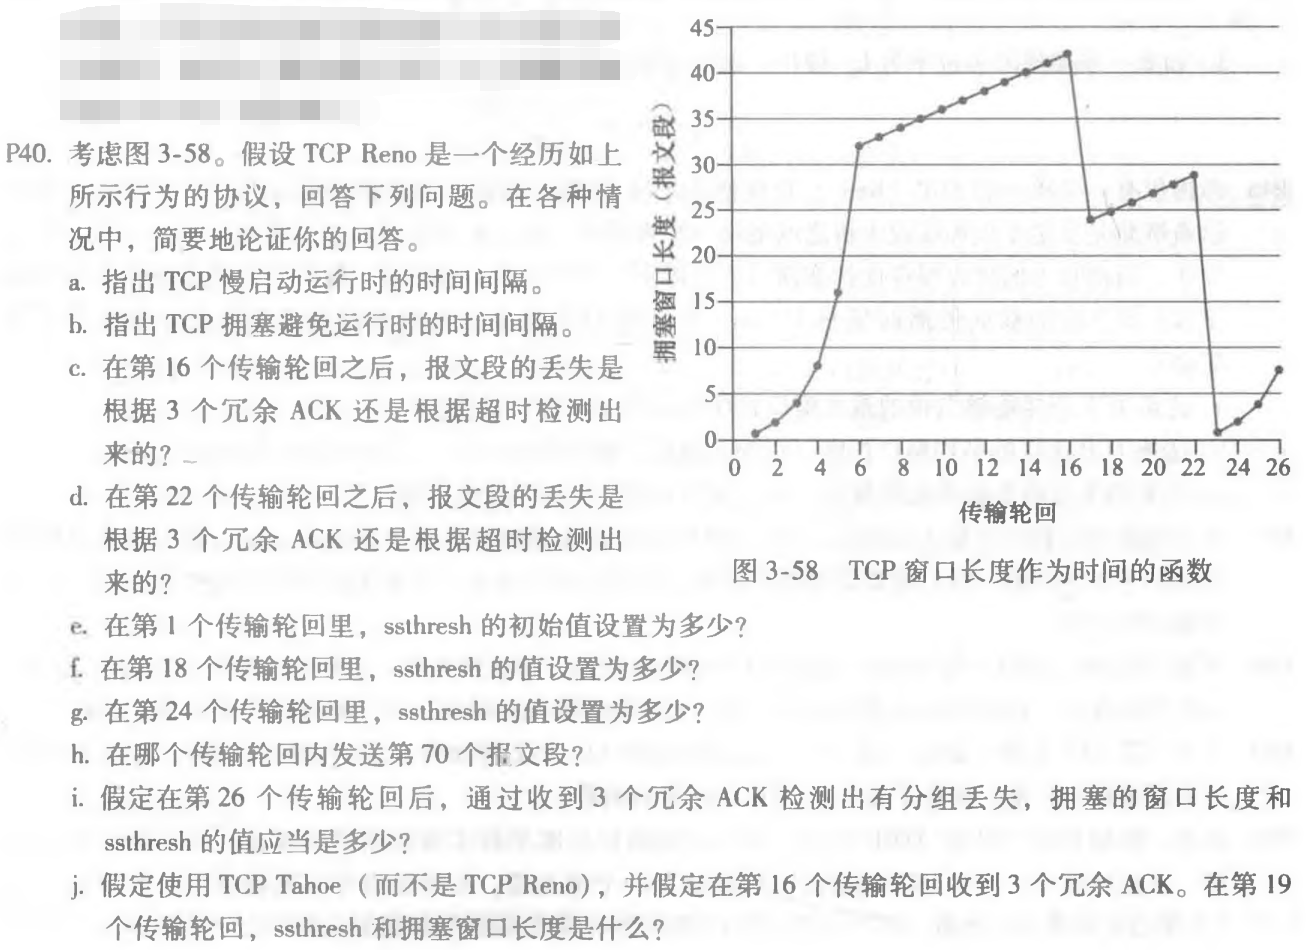 P40. 考虑图 3-58。假设 TCP Reno 是一个经历如上
所示行为的协议，回答下列问题。在各种情
况中，简要地论证你的回答。
a. 指出 TCP 慢启动运行时的时间间隔。
b. 指出 TCP 拥塞避免运行时的时间间隔。
c. 在第 16 个传输轮回之后，报文段的丢失是
根据 3 个冗余 ACK 还是根据超时检测出
来的？
d. 在第 22 个传输轮回之后，报文段的丢失是
根据 3 个冗余 ACK 还是根据超时检测出
来的？
45
40
35
30
25
20
15
10
5
0
拥塞窗口长度（报文段）
0 2 4 6 8 10 12 14 16 18 20 22 24 26
传输轮回
图 3-58 TCP 窗口长度作为时间的函数
e. 在第 1 个传输轮回里，ssthresh 的初始值设置为多少？
f. 在第 18 个传输轮回里，ssthresh 的值设置为多少？
g. 在第 24 个传输轮回里，ssthresh 的值设置为多少？
h. 在哪个传输轮回内发送第 70 个报文段？
i. 假定在第 26 个传输轮回后，通过收到 3 个冗余 ACK 检测出有分组丢失，拥塞的窗口长度和
ssthresh 的值应当是多少？
j. 假定使用 TCP Tahoe（而不是 TCP Reno），并假定在第 16 个传输轮回收到 3 个冗余 ACK。在第 19
个传输轮回，ssthresh 和拥塞窗口长度是什么？